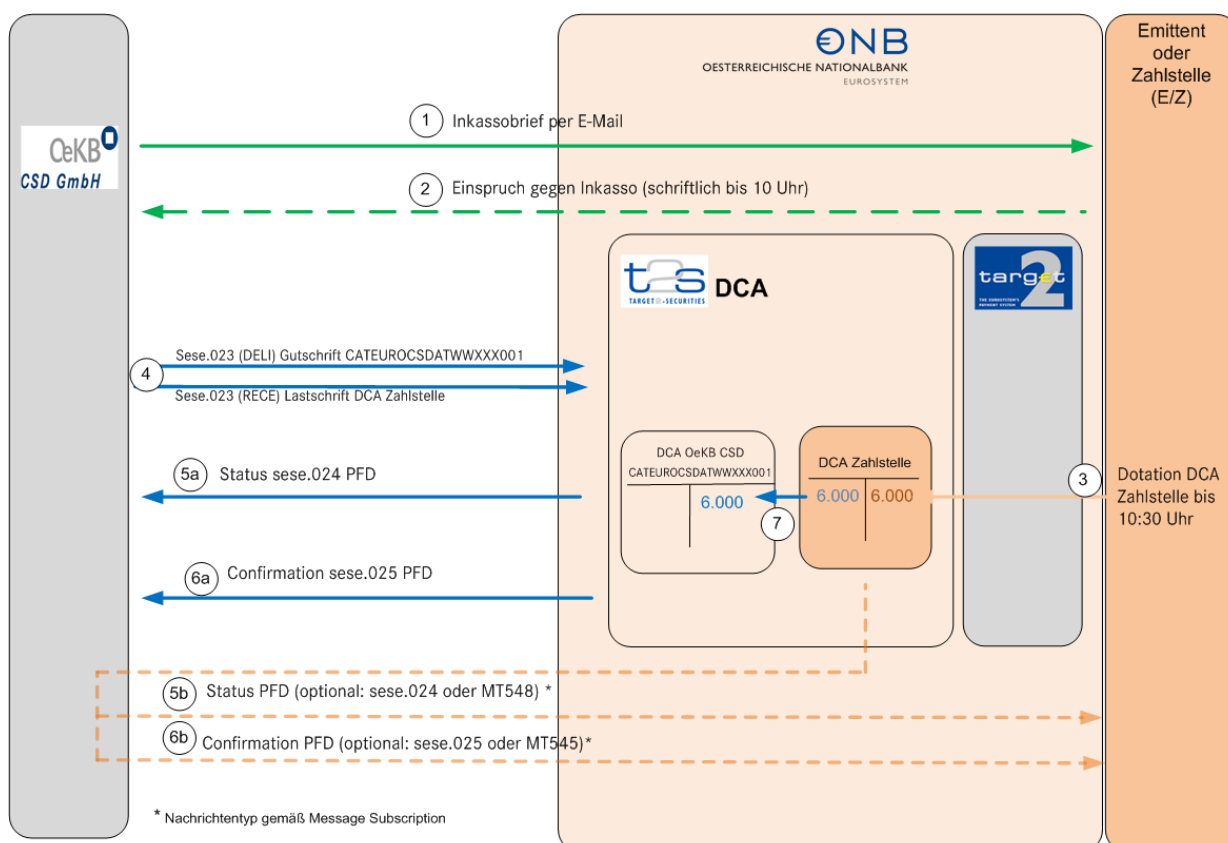 €NB
OESTERREICHISCHE NATIONALBANK
EUROSYSTEM
Emittent
oder
Zahlstelle
(E/Z)
OeKB
CSD GmbH
1 Inkassobrief per E-Mail
2 Einspruch gegen Inkasso (schriftlich bis 10 Uhr)
t2s DCA
TARGET2-SECURITIES
target
2
THE EUROSYSTEM'S
PAYMENT SYSTEM
Sese.023 (DELI) Gutschrift CATEUROCSDATWWXXX001
4
Sese.023 (RECE) Lastschrift DCA Zahlstelle
DCA OeKB CSD
CATEUROCSDATWWXXX001
6.000
DCA Zahlstelle
6.000 6.000
7
3
Dotation DCA
Zahlstelle bis
10:30 Uhr
5a Status sese.024 PFD
6a Confirmation sese.025 PFD
5b Status PFD (optional: sese.024 oder MT548) *
6b Confirmation PFD (optional: sese.025 oder MT545)*
* Nachrichtentyp gemäß Message Subscription